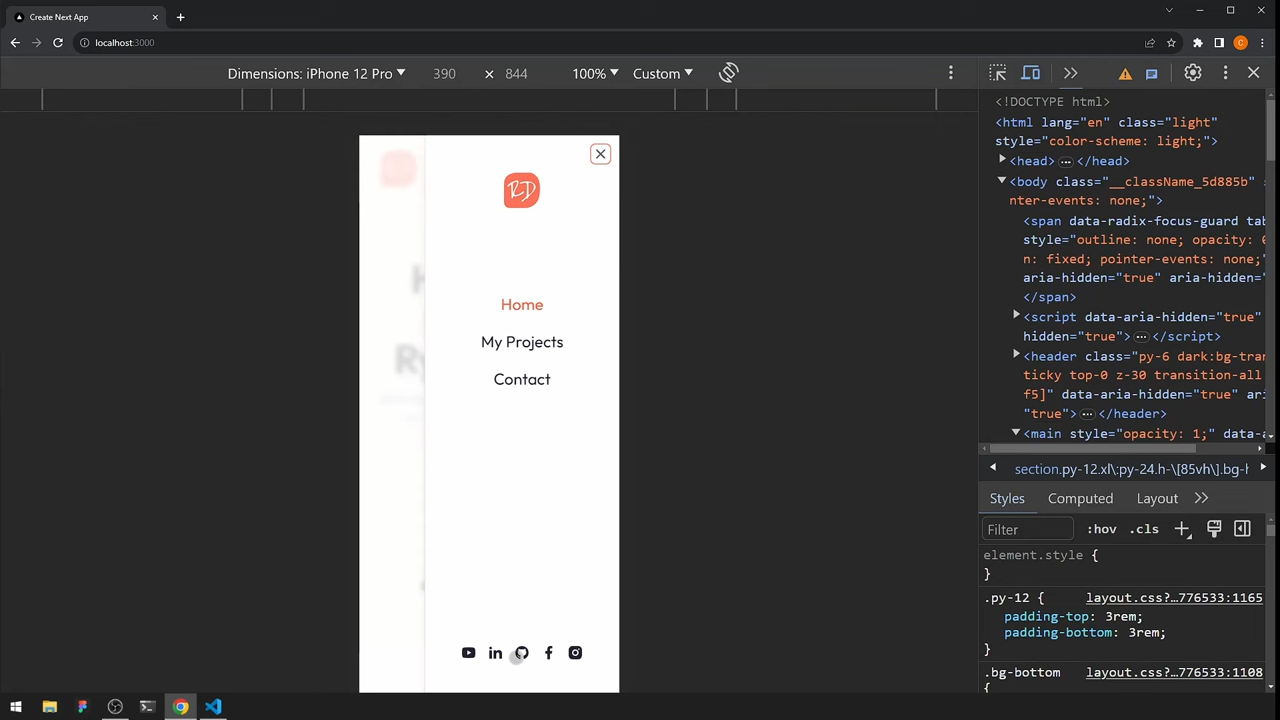 Create Next App
localhost:3000
C
Dimensions: iPhone 12 Pro 390 × 844 100% Custom
RD
Home
My Projects
Contact
<!DOCTYPE html>
<html lang="en" class="light"
style="color-scheme: light;">
<head> … </head>
<body class="__className_5d885b"
nter-events: none;">
<span data-radix-focus-guard tab
style="outline: none; opacity: 0
n: fixed; pointer-events: none;"
aria-hidden="true" aria-hidden="
</span>
<script data-aria-hidden="true"
hidden="true"> … </script>
<header class="py-6 dark:bg-tran
ticky top-0 z-30 transition-all
f5]" data-aria-hidden="true" ari
"true"> … </header>
<main style="opacity: 1;" data-a
section.py-12.xl\:py-24.h-\[85vh\].bg-h
Styles Computed Layout
Filter :hov .cls
element.style {
}
.py-12 { layout.css?…776533:1165
padding-top: 3rem;
padding-bottom: 3rem;
}
.bg-bottom layout.css?…776533:1108
{